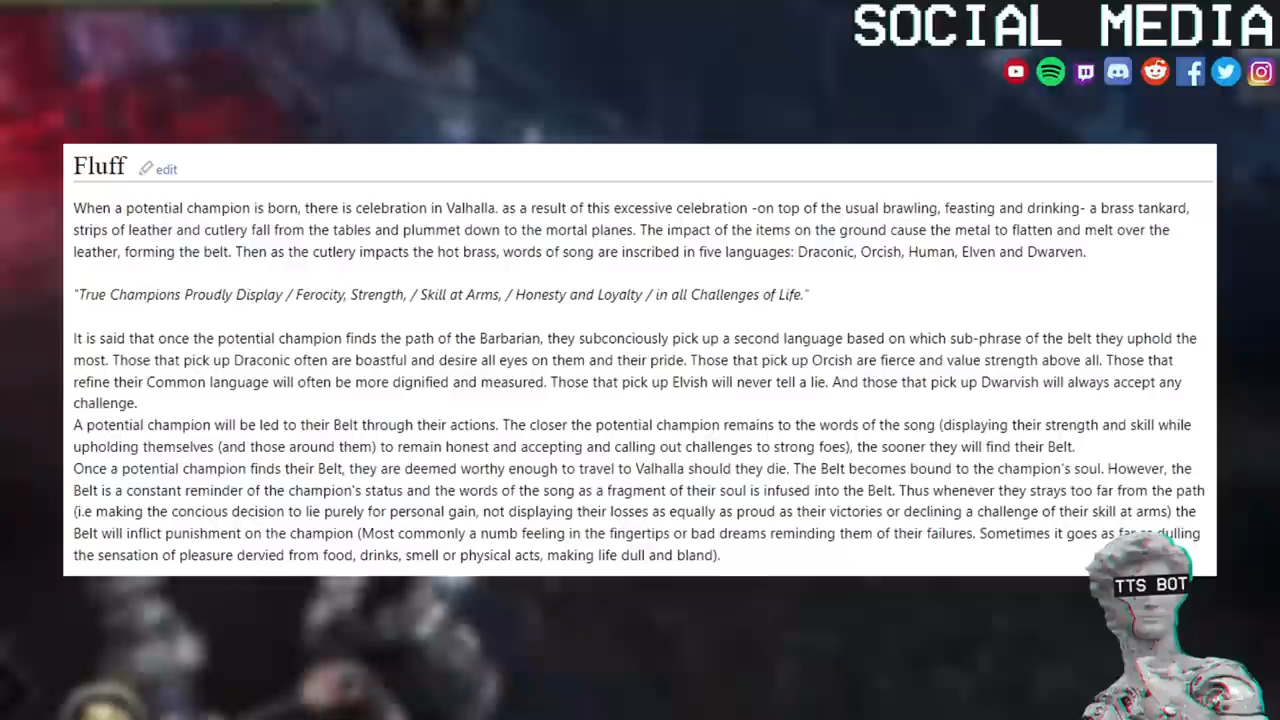 SOCIAL MEDIA
Fluff edit
When a potential champion is born, there is celebration in Valhalla. as a result of this excessive celebration -on top of the usual brawling, feasting and drinking- a brass tankard,
strips of leather and cutlery fall from the tables and plummet down to the mortal planes. The impact of the items on the ground cause the metal to flatten and melt over the
leather, forming the belt. Then as the cutlery impacts the hot brass, words of song are inscribed in five languages: Draconic, Orcish, Human, Elven and Dwarven.
"True Champions Proudly Display / Ferocity, Strength, / Skill at Arms, / Honesty and Loyalty / in all Challenges of Life."
It is said that once the potential champion finds the path of the Barbarian, they subconciously pick up a second language based on which sub-phrase of the belt they uphold the
most. Those that pick up Draconic often are boastful and desire all eyes on them and their pride. Those that pick up Orcish are fierce and value strength above all. Those that
refine their Common language will often be more dignified and measured. Those that pick up Elvish will never tell a lie. And those that pick up Dwarvish will always accept any
challenge.
A potential champion will be led to their Belt through their actions. The closer the potential champion remains to the words of the song (displaying their strength and skill while
upholding themselves (and those around them) to remain honest and accepting and calling out challenges to strong foes), the sooner they will find their Belt.
Once a potential champion finds their Belt, they are deemed worthy enough to travel to Valhalla should they die. The Belt becomes bound to the champion's soul. However, the
Belt is a constant reminder of the champion's status and the words of the song as a fragment of their soul is infused into the Belt. Thus whenever they strays too far from the path
(i.e making the concious decision to lie purely for personal gain, not displaying their losses as equally as proud as their victories or declining a challenge of their skill at arms) the
Belt will inflict punishment on the champion (Most commonly a numb feeling in the fingertips or bad dreams reminding them of their failures. Sometimes it goes as far as dulling
the sensation of pleasure dervied from food, drinks, smell or physical acts, making life dull and bland).
TTS BOT